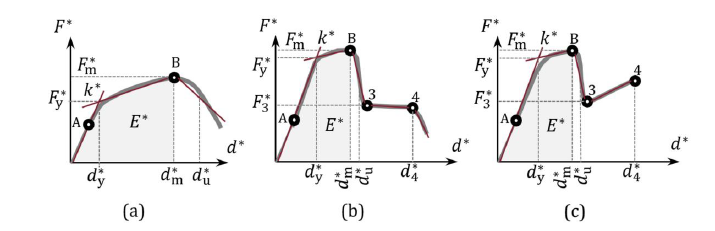 F* F* F*
F*m B F*m k* B F*m k* B
k* F*y F*y
F*y F*3 3 4 F*3 3 4
A E* A E* A E*
d* d* d*
d*y d*m d*u d*y d*m d*u d*4 d*y d*m d*u d*4
(a) (b) (c)